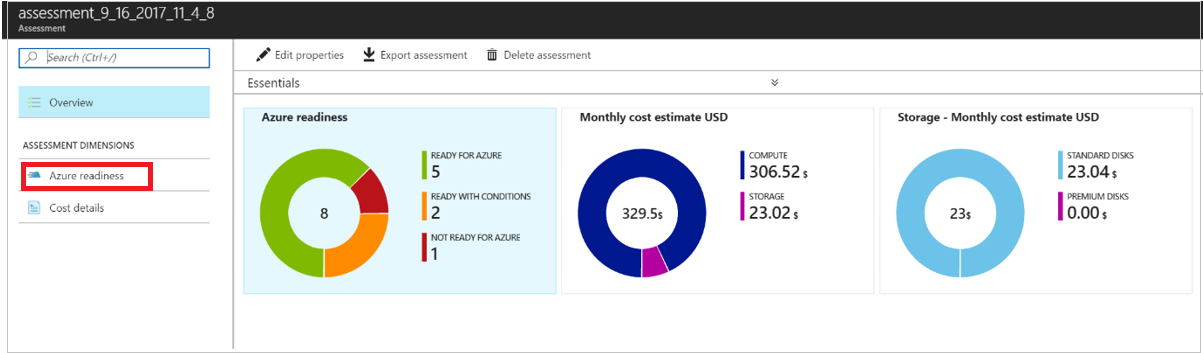 assessment_9_16_2017_11_4_8
Assessment
Search (Ctrl+/)
Overview
ASSESSMENT DIMENSIONS
Azure readiness
Cost details
Edit properties
Export assessment
Delete assessment
Essentials
Azure readiness
8
READY FOR AZURE
5
READY WITH CONDITIONS
2
NOT READY FOR AZURE
1
Monthly cost estimate USD
329.5$
COMPUTE
306.52 $
STORAGE
23.02 $
Storage - Monthly cost estimate USD
23$
STANDARD DISKS
23.04 $
PREMIUM DISKS
0.00 $